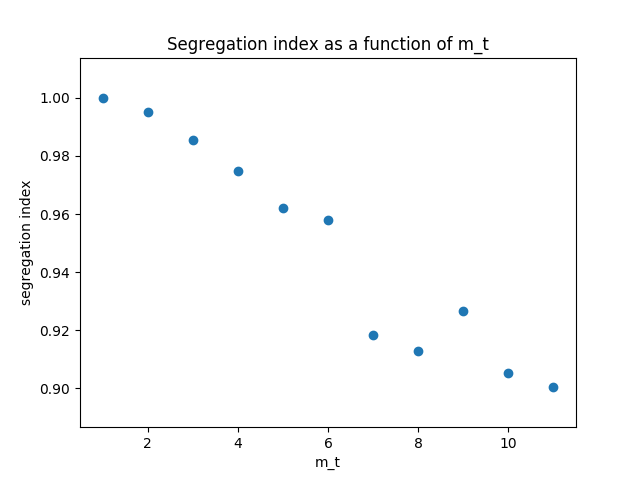 Segregation index as a function of m_t
segregation index
1.00
0.98
0.96
0.94
0.92
0.90
2 4 6 8 10
m_t